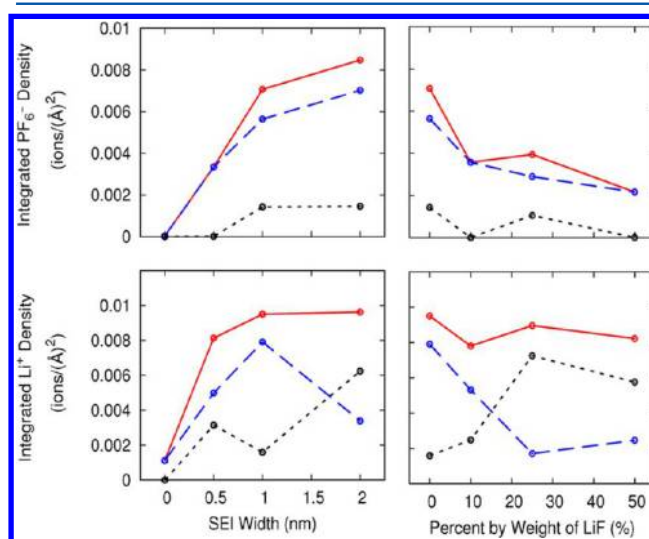 Integrated PF₆⁻ Density
(ions/(Å)²)
0.01
0.008
0.006
0.004
0.002
0
Integrated Li⁺ Density
(ions/(Å)²)
0.01
0.008
0.006
0.004
0.002
0
0 0.5 1 1.5 2
SEI Width (nm)
0 10 20 30 40 50
Percent by Weight of LiF (%)